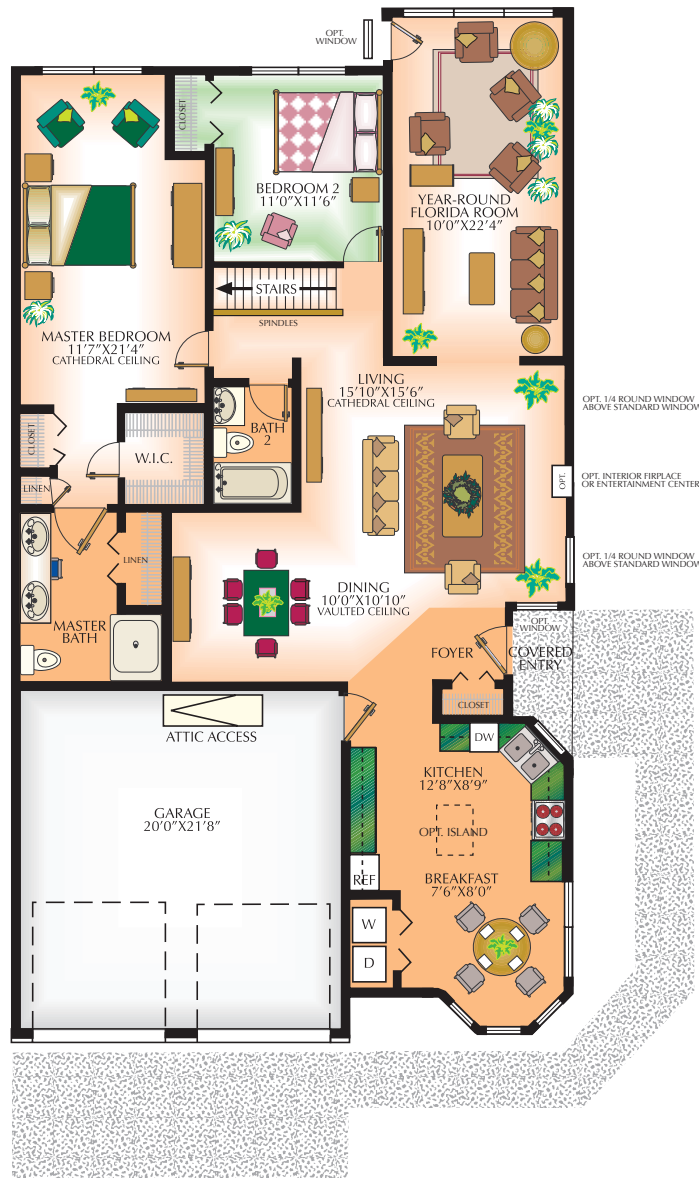 OPT.
WINDOW
CLOSET
BEDROOM 2
11'0"X11'6"
YEAR-ROUND
FLORIDA ROOM
10'0"X22'4"
STAIRS
SPINDLES
MASTER BEDROOM
11'7"X21'4"
CATHEDRAL CEILING
LIVING
15'10"X15'6"
CATHEDRAL CEILING
OPT. 1/4 ROUND WINDOW
ABOVE STANDARD WINDOW
CLOSET
W.I.C.
BATH
2
LINEN
OPT.
OPT. INTERIOR FIRPLACE
OR ENTERTAINMENT CENTER
LINEN
OPT. 1/4 ROUND WINDOW
ABOVE STANDARD WINDOW
DINING
10'0"X10'10"
VAULTED CEILING
MASTER
BATH
OPT.
WINDOW
FOYER
COVERED
ENTRY
CLOSET
ATTIC ACCESS
DW
KITCHEN
12'8"X8'9"
GARAGE
20'0"X21'8"
OPT. ISLAND
REF
BREAKFAST
7'6"X8'0"
W
D